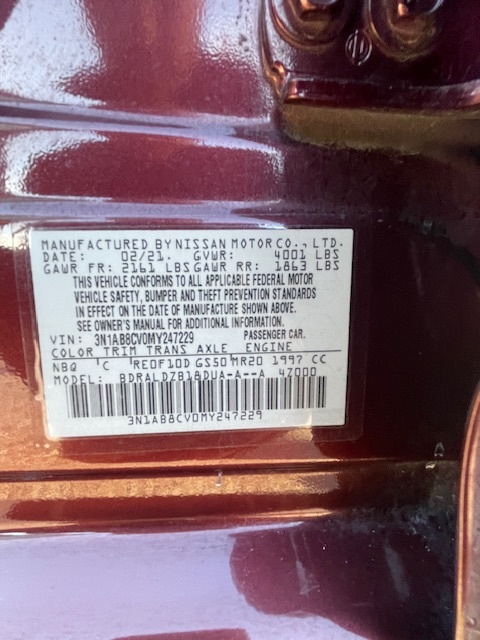 MANUFACTURED BY NISSAN MOTOR CO., LTD.
DATE: 02/21. GVWR: 4001 LBS
GAWR FR: 2161 LBS GAWR RR: 1863 LBS
THIS VEHICLE CONFORMS TO ALL APPLICABLE FEDERAL MOTOR
VEHICLE SAFETY, BUMPER AND THEFT PREVENTION STANDARDS
IN EFFECT ON THE DATE OF MANUFACTURE SHOWN ABOVE.
SEE OWNER'S MANUAL FOR ADDITIONAL INFORMATION.
VIN: 3N1AB8CV0MY247229 PASSENGER CAR.
COLOR TRIM TRANS AXLE ENGINE
NBQ C RE0F10D GS50 MR20 1997 CC
MODEL: BDRALDZB18DUA-A--A 47000
3N1AB8CV0MY247229